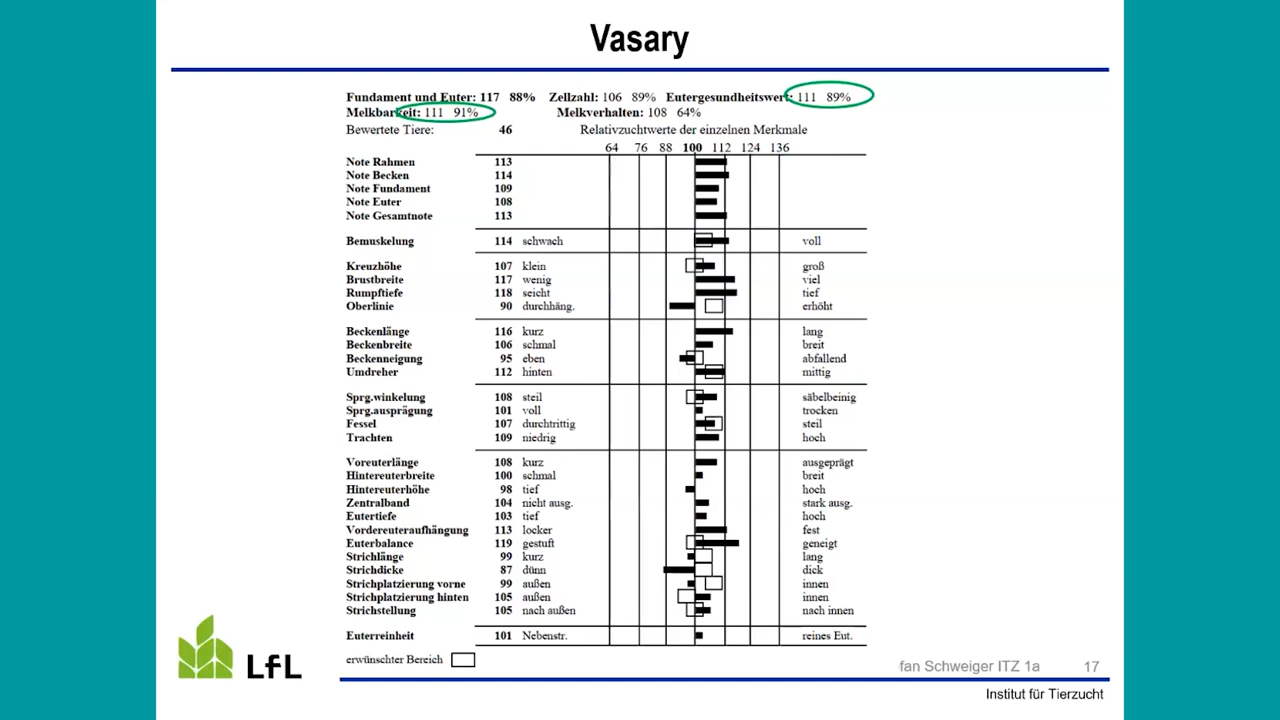 Vasary
Fundament und Euter: 117 88% Zellzahl: 106 89% Eutergesundheitswert: 111 89%
Melkbarkeit: 111 91% Melkverhalten: 108 64%
Bewertete Tiere: 46 Relativzuchtwerte der einzelnen Merkmale
64 76 88 100 112 124 136
Note Rahmen 113
Note Becken 114
Note Fundament 109
Note Euter 108
Note Gesamtnote 113
Bemuskelung 114 schwach voll
Kreuzhöhe 107 klein groß
Brustbreite 117 wenig viel
Rumpftiefe 118 seicht tief
Oberlinie 90 durchhäng. erhöht
Beckenlänge 116 kurz lang
Beckenbreite 106 schmal breit
Beckenneigung 95 eben abfallend
Umdreher 112 hinten mittig
Sprg.winkelung 108 steil säbelbeinig
Sprg.ausprägung 101 voll trocken
Fessel 107 durchtrittig steil
Trachten 109 niedrig hoch
Voreuterlänge 108 kurz ausgeprägt
Hintereuterbreite 100 schmal breit
Hintereuterhöhe 98 tief hoch
Zentralband 104 nicht ausg. stark ausg.
Eutertiefe 103 tief hoch
Vordereuteraufhängung 113 locker fest
Euterbalance 119 gestuft geneigt
Strichlänge 99 kurz lang
Strichdicke 87 dünn dick
Strichplatzierung vorne 99 außen innen
Strichplatzierung hinten 105 außen innen
Strichstellung 105 nach außen nach innen
Euterreinheit 101 Nebenstr. reines Eut.
erwünschter Bereich
LfL
fan Schweiger ITZ 1a 17
Institut für Tierzucht